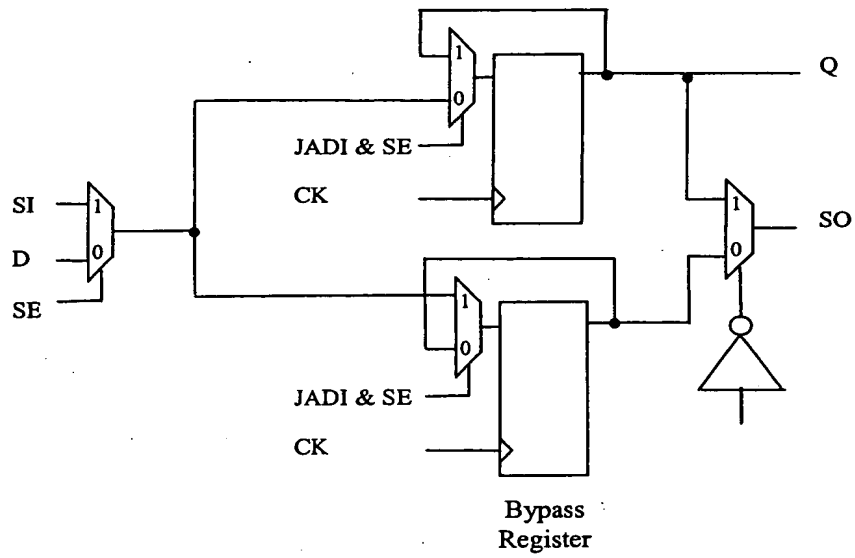 1
Q
0
JADI & SE
CK
SI
1
1
SO
D
0
0
SE
1
0
JADI & SE
CK
Bypass
Register